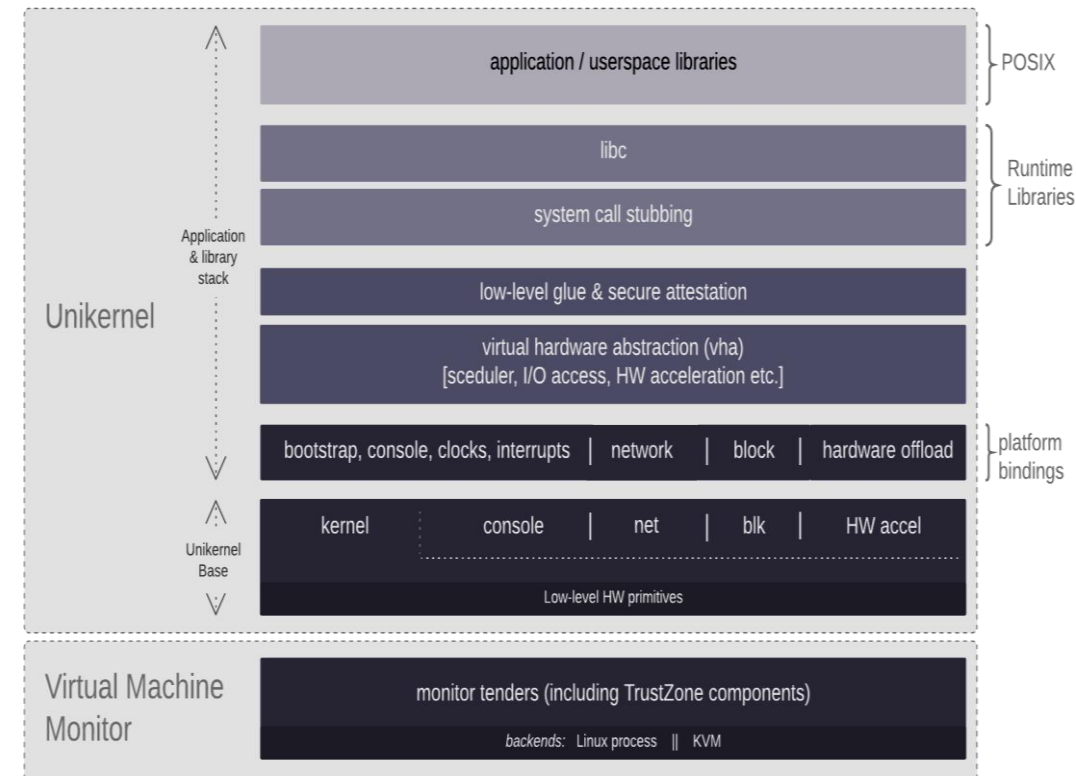 application / userspace libraries
POSIX
libc
Runtime
Libraries
system call stubbing
Application
& library
stack
low-level glue & secure attestation
Unikernel
virtual hardware abstraction (vha)
[sceduler, I/O access, HW acceleration etc.]
bootstrap, console, clocks, interrupts | network | block | hardware offload
platform
bindings
kernel console | net | blk | HW accel
Unikernel
Base
Low-level HW primitives
Virtual Machine
Monitor
monitor tenders (including TrustZone components)
backends: Linux process || KVM